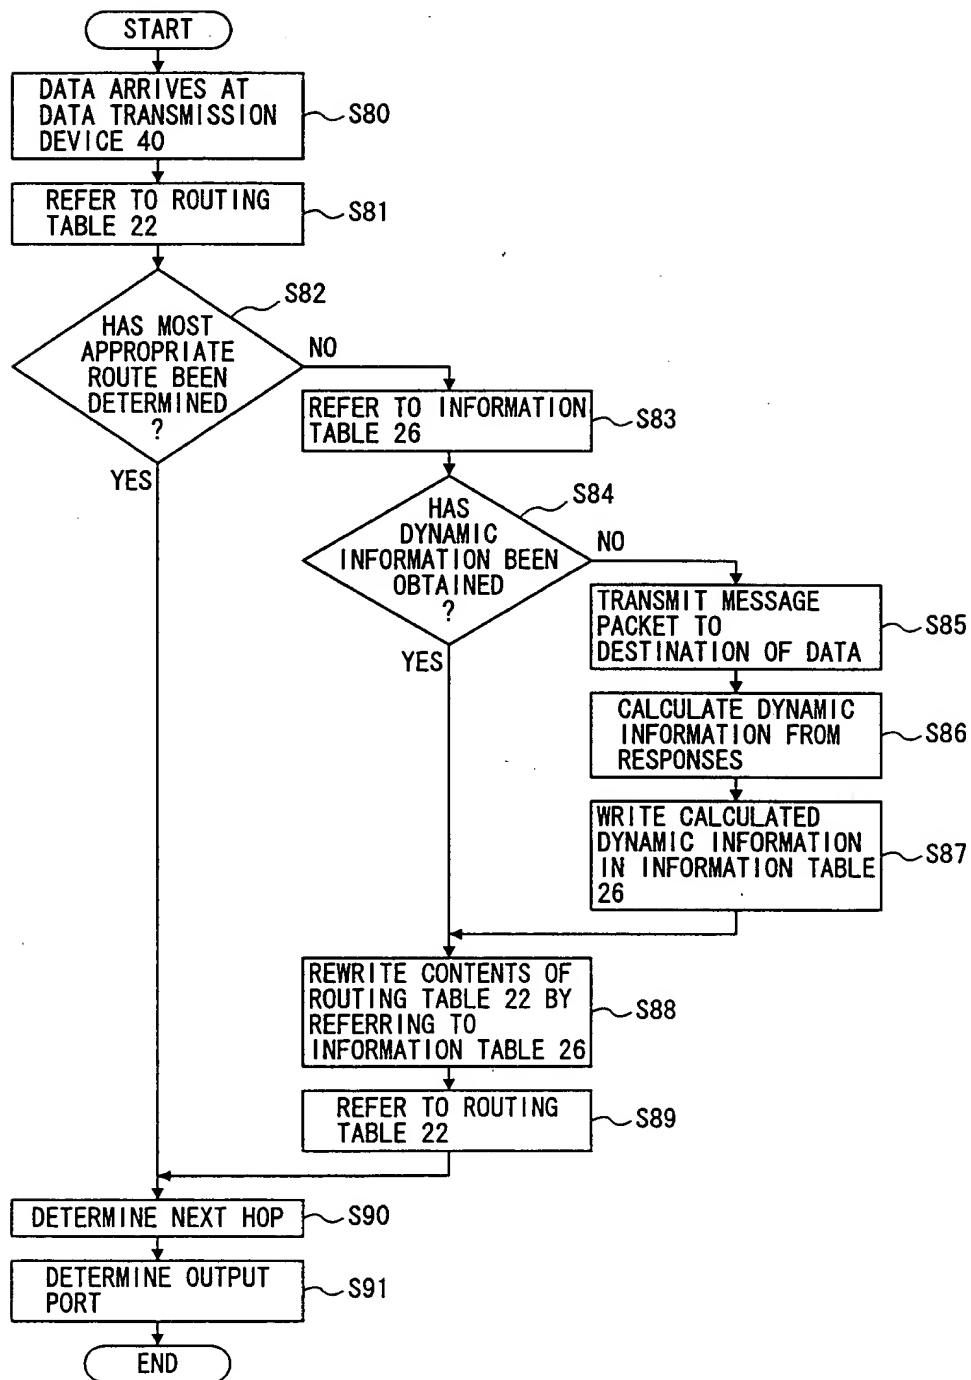 START
DATA ARRIVES AT
DATA TRANSMISSION
DEVICE 40
S80
REFER TO ROUTING
TABLE 22
S81
S82
HAS MOST
APPROPRIATE
ROUTE BEEN
DETERMINED
?
NO
YES
REFER TO INFORMATION
TABLE 26
S83
S84
HAS
DYNAMIC
INFORMATION BEEN
OBTAINED
?
NO
YES
TRANSMIT MESSAGE
PACKET TO
DESTINATION OF DATA
S85
CALCULATE DYNAMIC
INFORMATION FROM
RESPONSES
S86
WRITE CALCULATED
DYNAMIC INFORMATION
IN INFORMATION TABLE
26
S87
REWRITE CONTENTS OF
ROUTING TABLE 22 BY
REFERRING TO
INFORMATION TABLE 26
S88
REFER TO ROUTING
TABLE 22
S89
DETERMINE NEXT HOP
S90
DETERMINE OUTPUT
PORT
S91
END